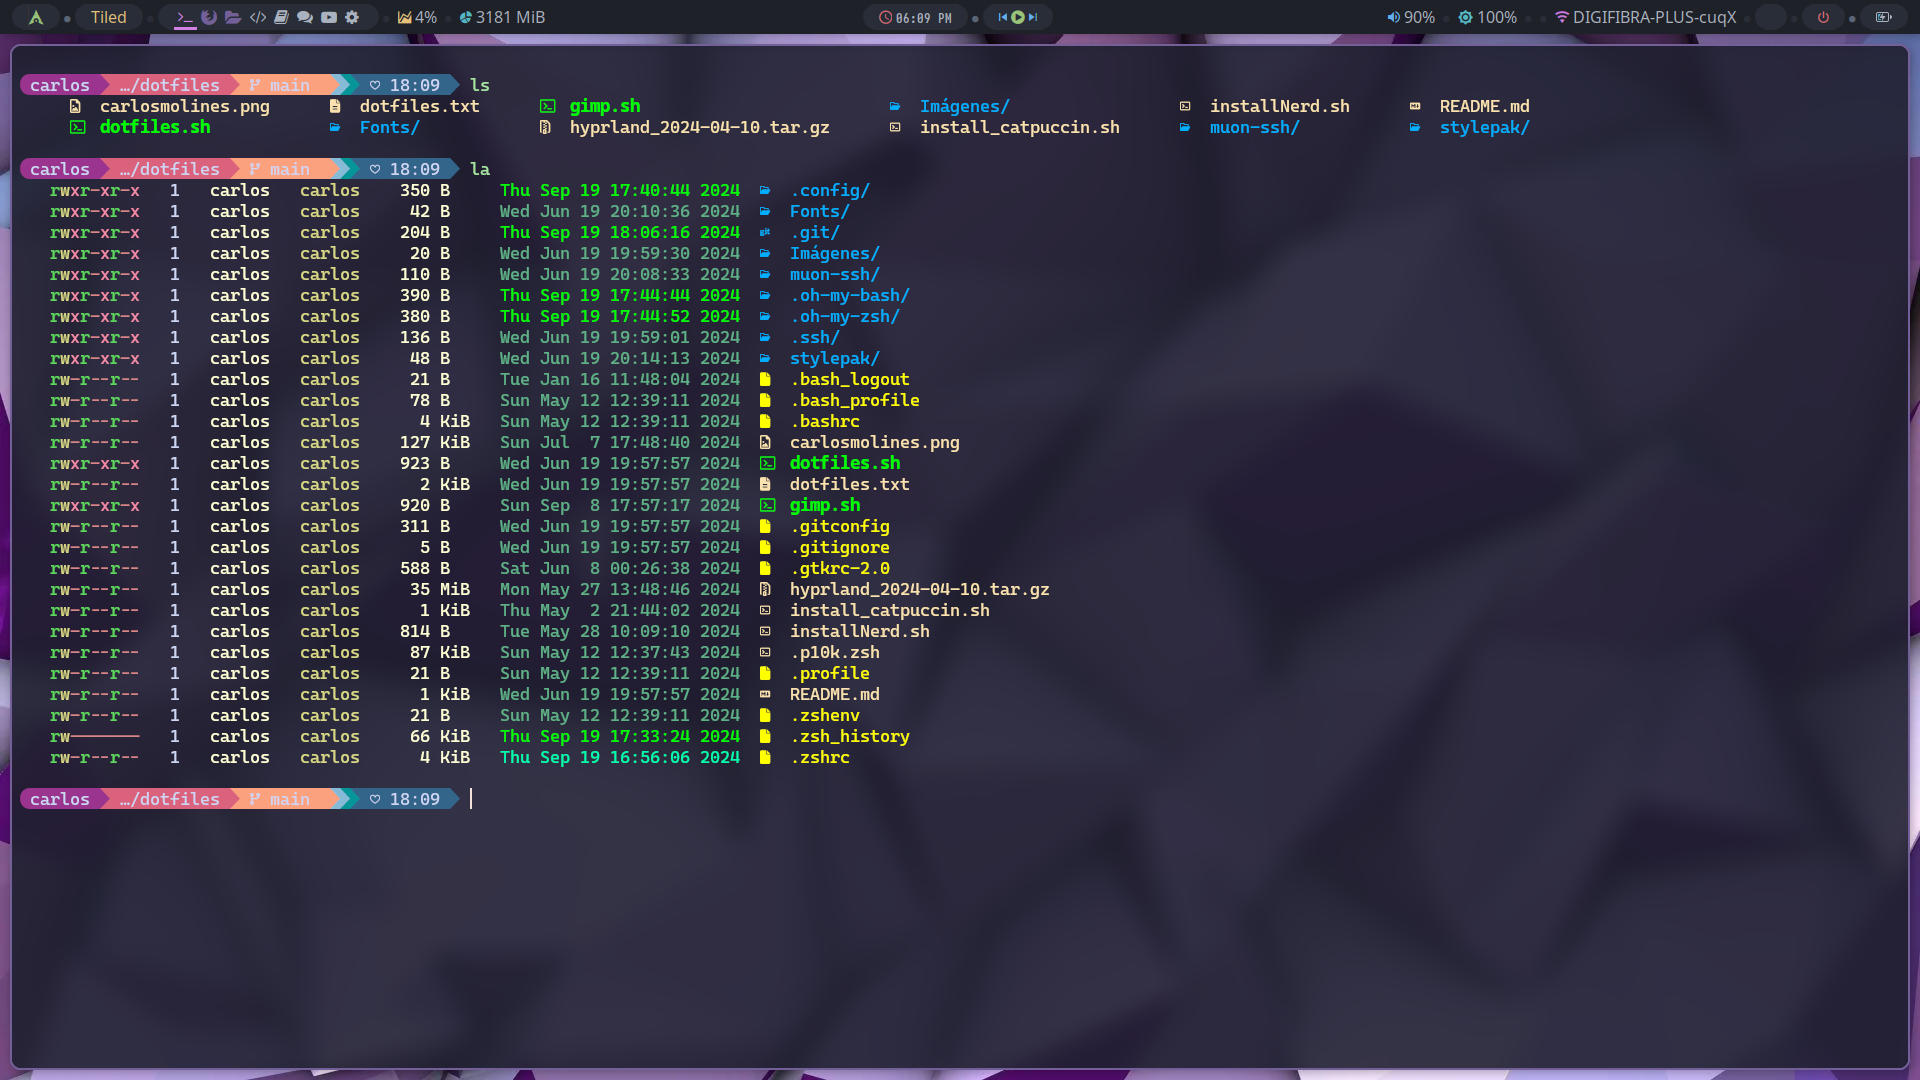 Tiled 4% 3181 MiB 06:09 PM 90% 100% DIGIFIBRA-PLUS-cuqX
carlos …/dotfiles main ♡ 18:09 ls
carlosmolines.png dotfiles.txt gimp.sh Imágenes/ installNerd.sh README.md
dotfiles.sh Fonts/ hyprland_2024-04-10.tar.gz install_catpuccin.sh muon-ssh/ stylepak/
carlos …/dotfiles main ♡ 18:09 la
rwxr-xr-x 1 carlos carlos 350 B Thu Sep 19 17:40:44 2024 .config/
rwxr-xr-x 1 carlos carlos 42 B Wed Jun 19 20:10:36 2024 Fonts/
rwxr-xr-x 1 carlos carlos 204 B Thu Sep 19 18:06:16 2024 .git/
rwxr-xr-x 1 carlos carlos 20 B Wed Jun 19 19:59:30 2024 Imágenes/
rwxr-xr-x 1 carlos carlos 110 B Wed Jun 19 20:08:33 2024 muon-ssh/
rwxr-xr-x 1 carlos carlos 390 B Thu Sep 19 17:44:44 2024 .oh-my-bash/
rwxr-xr-x 1 carlos carlos 380 B Thu Sep 19 17:44:52 2024 .oh-my-zsh/
rwxr-xr-x 1 carlos carlos 136 B Wed Jun 19 19:59:01 2024 .ssh/
rwxr-xr-x 1 carlos carlos 48 B Wed Jun 19 20:14:13 2024 stylepak/
rw-r--r-- 1 carlos carlos 21 B Tue Jan 16 11:48:04 2024 .bash_logout
rw-r--r-- 1 carlos carlos 78 B Sun May 12 12:39:11 2024 .bash_profile
rw-r--r-- 1 carlos carlos 4 KiB Sun May 12 12:39:11 2024 .bashrc
rw-r--r-- 1 carlos carlos 127 KiB Sun Jul 7 17:48:40 2024 carlosmolines.png
rwxr-xr-x 1 carlos carlos 923 B Wed Jun 19 19:57:57 2024 dotfiles.sh
rw-r--r-- 1 carlos carlos 2 KiB Wed Jun 19 19:57:57 2024 dotfiles.txt
rwxr-xr-x 1 carlos carlos 920 B Sun Sep 8 17:57:17 2024 gimp.sh
rw-r--r-- 1 carlos carlos 311 B Wed Jun 19 19:57:57 2024 .gitconfig
rw-r--r-- 1 carlos carlos 5 B Wed Jun 19 19:57:57 2024 .gitignore
rw-r--r-- 1 carlos carlos 588 B Sat Jun 8 00:26:38 2024 .gtkrc-2.0
rw-r--r-- 1 carlos carlos 35 MiB Mon May 27 13:48:46 2024 hyprland_2024-04-10.tar.gz
rw-r--r-- 1 carlos carlos 1 KiB Thu May 2 21:44:02 2024 install_catpuccin.sh
rw-r--r-- 1 carlos carlos 814 B Tue May 28 10:09:10 2024 installNerd.sh
rw-r--r-- 1 carlos carlos 87 KiB Sun May 12 12:37:43 2024 .p10k.zsh
rw-r--r-- 1 carlos carlos 21 B Sun May 12 12:39:11 2024 .profile
rw-r--r-- 1 carlos carlos 1 KiB Wed Jun 19 19:57:57 2024 README.md
rw-r--r-- 1 carlos carlos 21 B Sun May 12 12:39:11 2024 .zshenv
rw------- 1 carlos carlos 66 KiB Thu Sep 19 17:33:24 2024 .zsh_history
rw-r--r-- 1 carlos carlos 4 KiB Thu Sep 19 16:56:06 2024 .zshrc
carlos …/dotfiles main ♡ 18:09